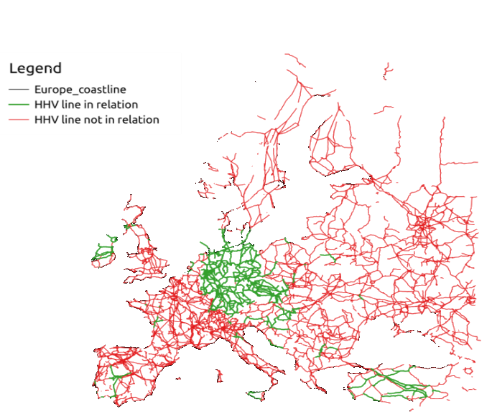 Legend
Europe_coastline
HHV line in relation
HHV line not in relation